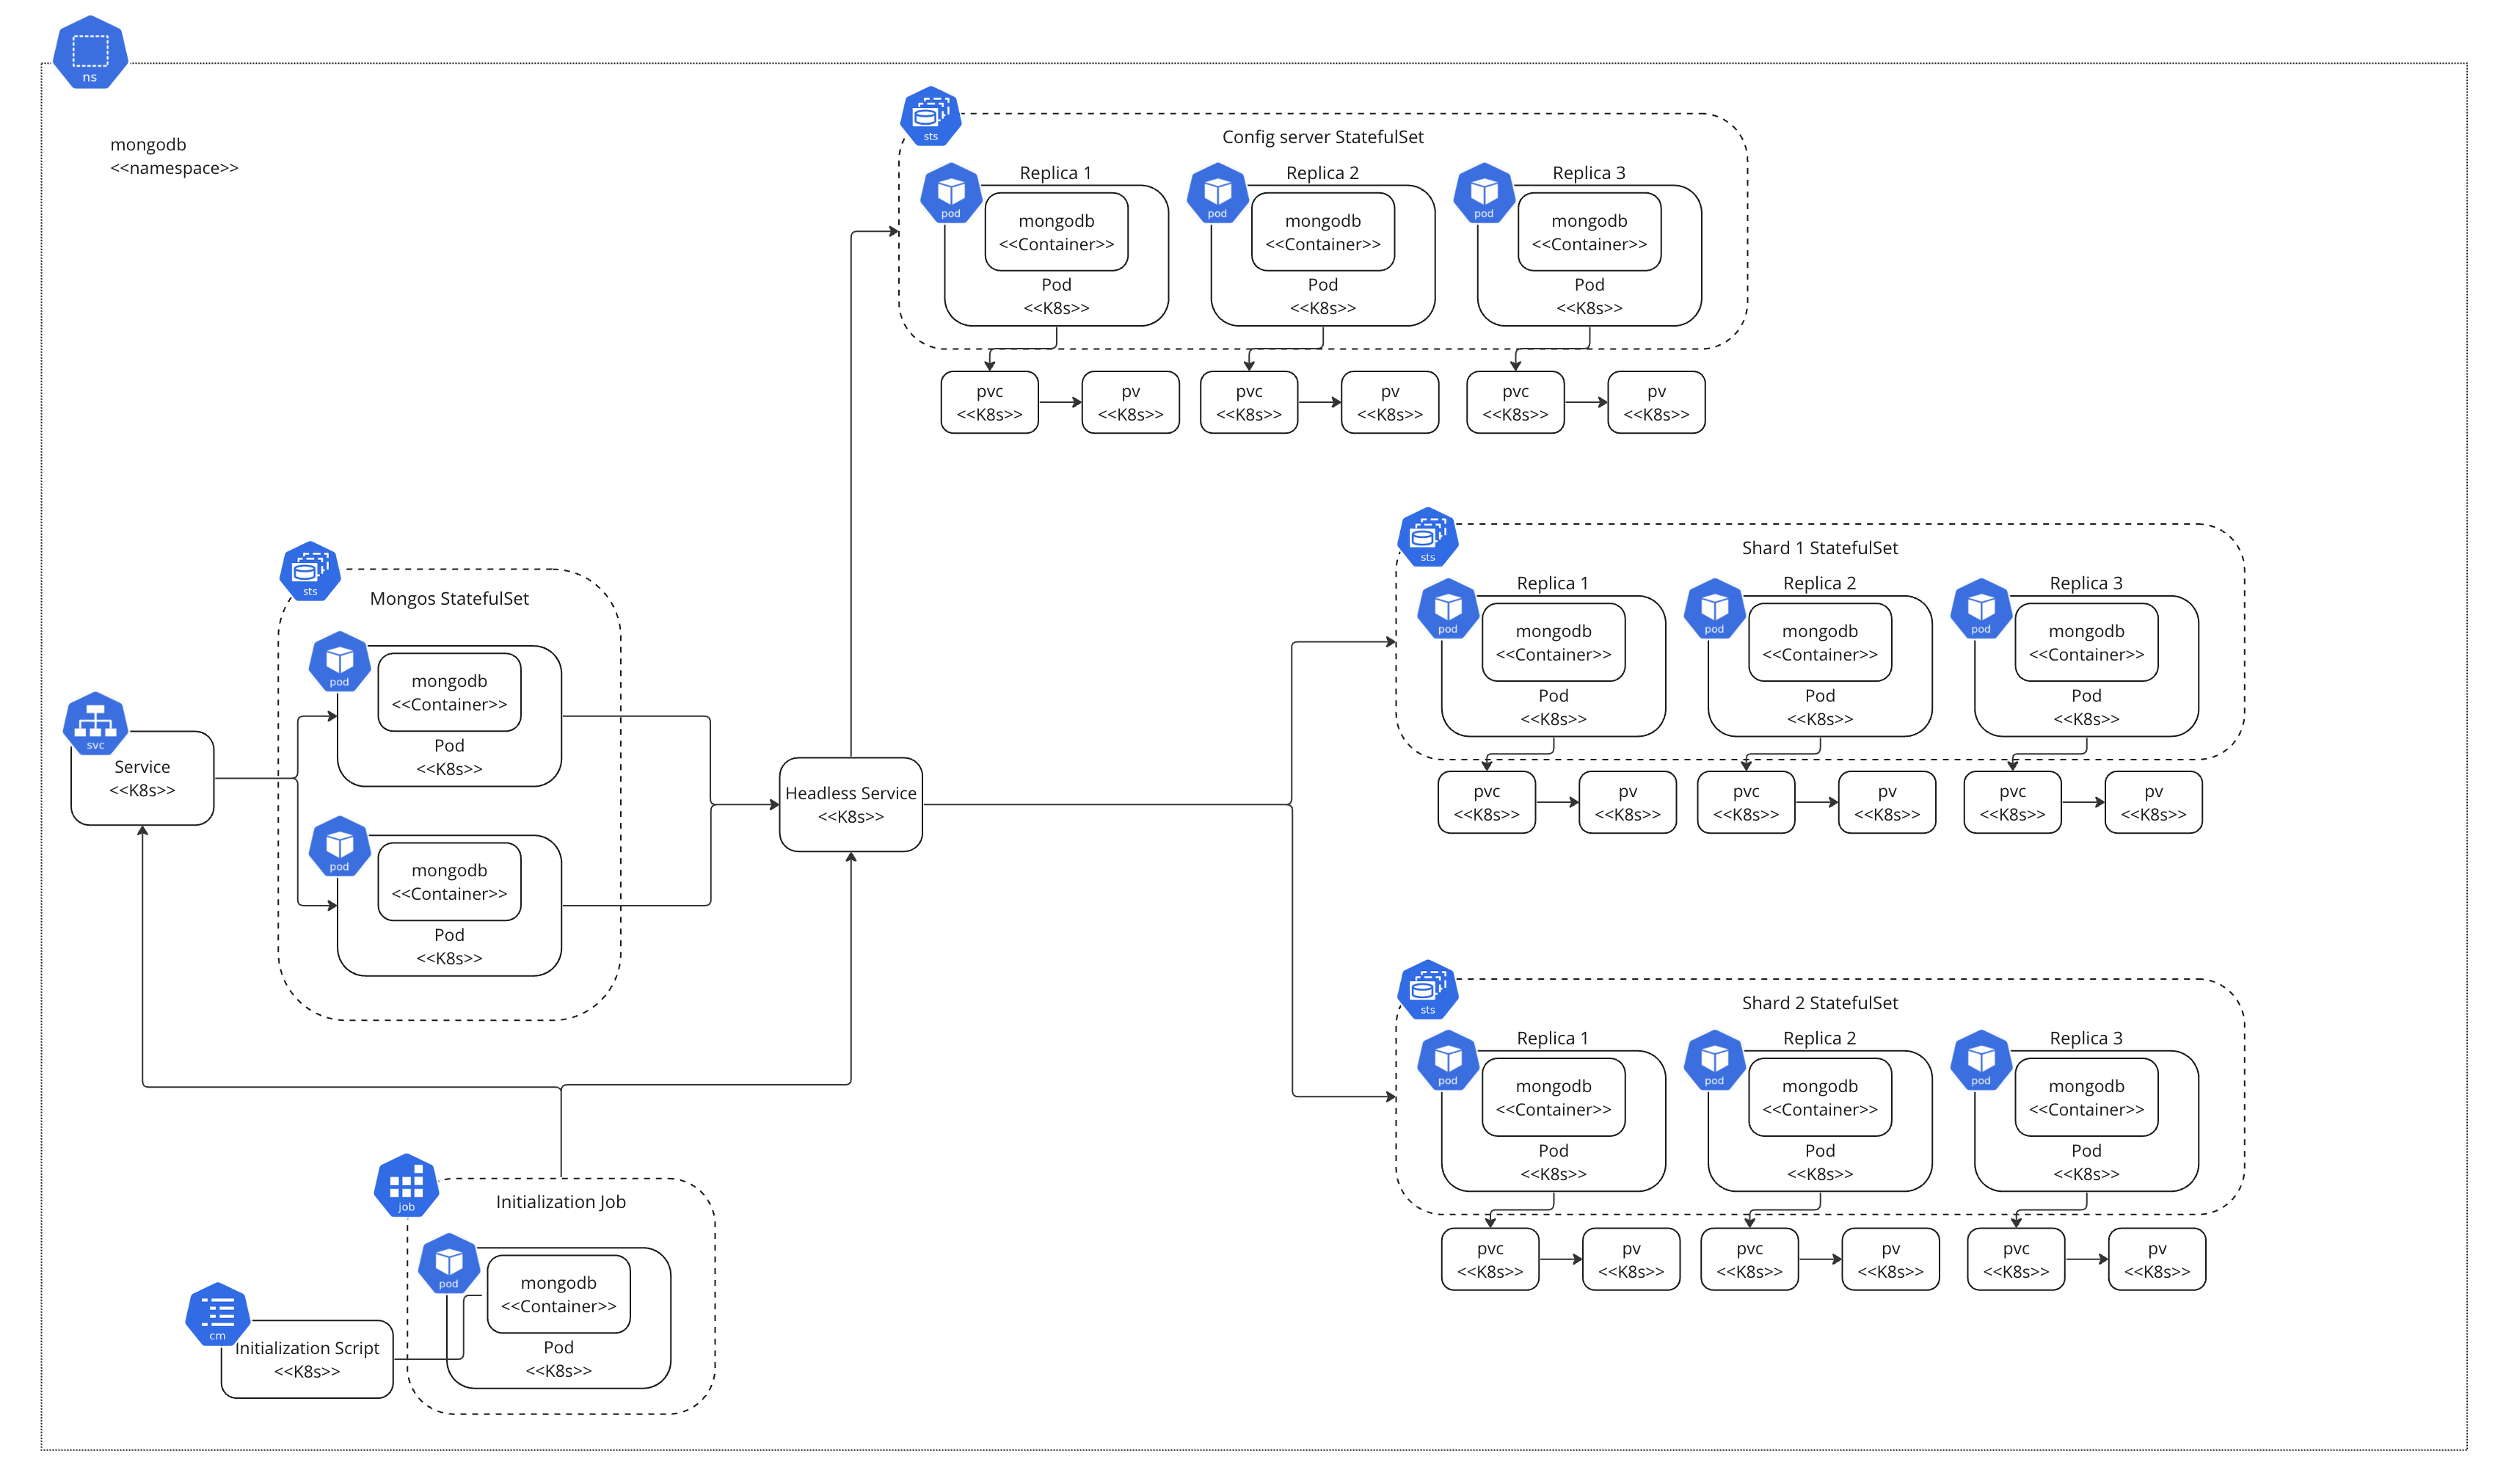 ns
mongodb
<<namespace>>
sts
Config server StatefulSet
Replica 1
Replica 2
Replica 3
pod
mongodb
<<Container>>
Pod
<<K8s>>
pod
mongodb
<<Container>>
Pod
<<K8s>>
pod
mongodb
<<Container>>
Pod
<<K8s>>
pvc
<<K8s>>
pv
<<K8s>>
pvc
<<K8s>>
pv
<<K8s>>
pvc
<<K8s>>
pv
<<K8s>>
sts
Mongos StatefulSet
pod
mongodb
<<Container>>
Pod
<<K8s>>
svc
Service
<<K8s>>
pod
mongodb
<<Container>>
Pod
<<K8s>>
Headless Service
<<K8s>>
sts
Shard 1 StatefulSet
Replica 1
Replica 2
Replica 3
pod
mongodb
<<Container>>
Pod
<<K8s>>
pod
mongodb
<<Container>>
Pod
<<K8s>>
pod
mongodb
<<Container>>
Pod
<<K8s>>
pvc
<<K8s>>
pv
<<K8s>>
pvc
<<K8s>>
pv
<<K8s>>
pvc
<<K8s>>
pv
<<K8s>>
sts
Shard 2 StatefulSet
Replica 1
Replica 2
Replica 3
pod
mongodb
<<Container>>
Pod
<<K8s>>
pod
mongodb
<<Container>>
Pod
<<K8s>>
pod
mongodb
<<Container>>
Pod
<<K8s>>
pvc
<<K8s>>
pv
<<K8s>>
pvc
<<K8s>>
pv
<<K8s>>
pvc
<<K8s>>
pv
<<K8s>>
job
Initialization Job
pod
mongodb
<<Container>>
Pod
<<K8s>>
cm
Initialization Script
<<K8s>>